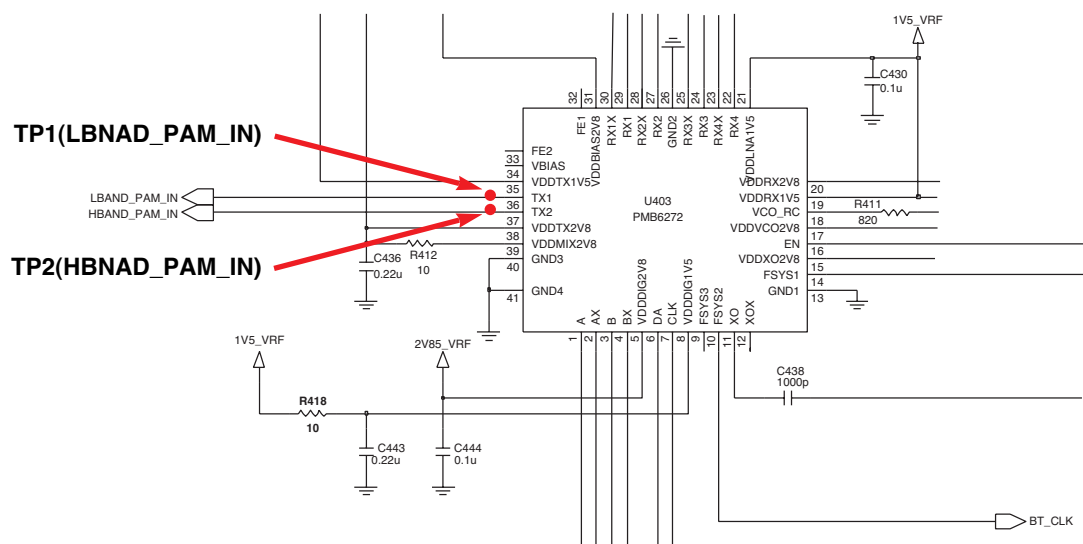 1V5_VRF
C430
0.1u
32
31
30
29
28
27
26
25
24
23
22
21
FE1
VDDBIAS2V8
RX1X
RX1
RX2X
RX2
GND2
RX3X
RX3
RX4X
RX4
VDDLNA1V5
TP1(LBNAD_PAM_IN)
FE2
33
VBIAS
34
VDDTX1V5
35
TX1
36
TX2
37
VDDTX2V8
38
VDDMIX2V8
39
GND3
40
GND4
41
LBAND_PAM_IN
HBAND_PAM_IN
U403
PMB6272
VDDRX2V8
20
VDDRX1V5
19
VCO_RC
18
VDDVCO2V8
17
EN
16
VDDXO2V8
15
FSYS1
14
GND1
13
R411
820
TP2(HBNAD_PAM_IN)
C436
0.22u
R412
10
A
AX
B
BX
VDDDIG2V8
DA
CLK
VDDDIG1V5
FSYS3
FSYS2
XO
XOX
1
2
3
4
5
6
7
8
9
10
11
12
1V5_VRF
2V85_VRF
C438
1000p
R418
10
C443
0.22u
C444
0.1u
BT_CLK